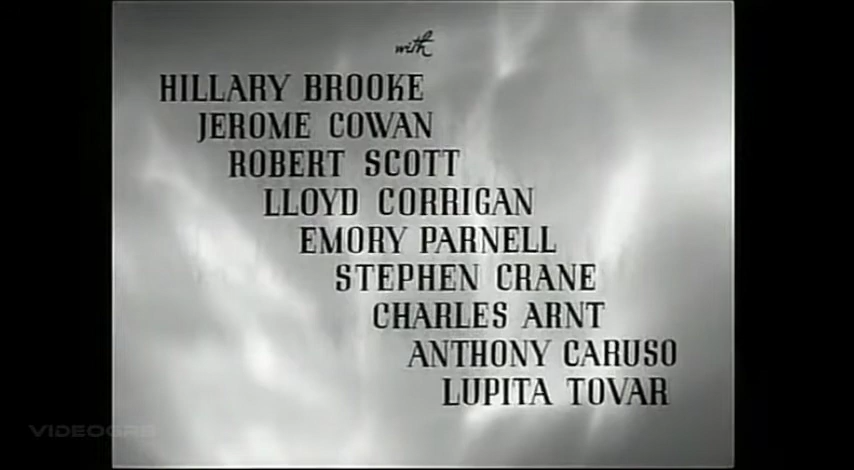 with
HILLARY BROOKE
JEROME COWAN
ROBERT SCOTT
LLOYD CORRIGAN
EMORY PARNELL
STEPHEN CRANE
CHARLES ARNT
ANTHONY CARUSO
LUPITA TOVAR